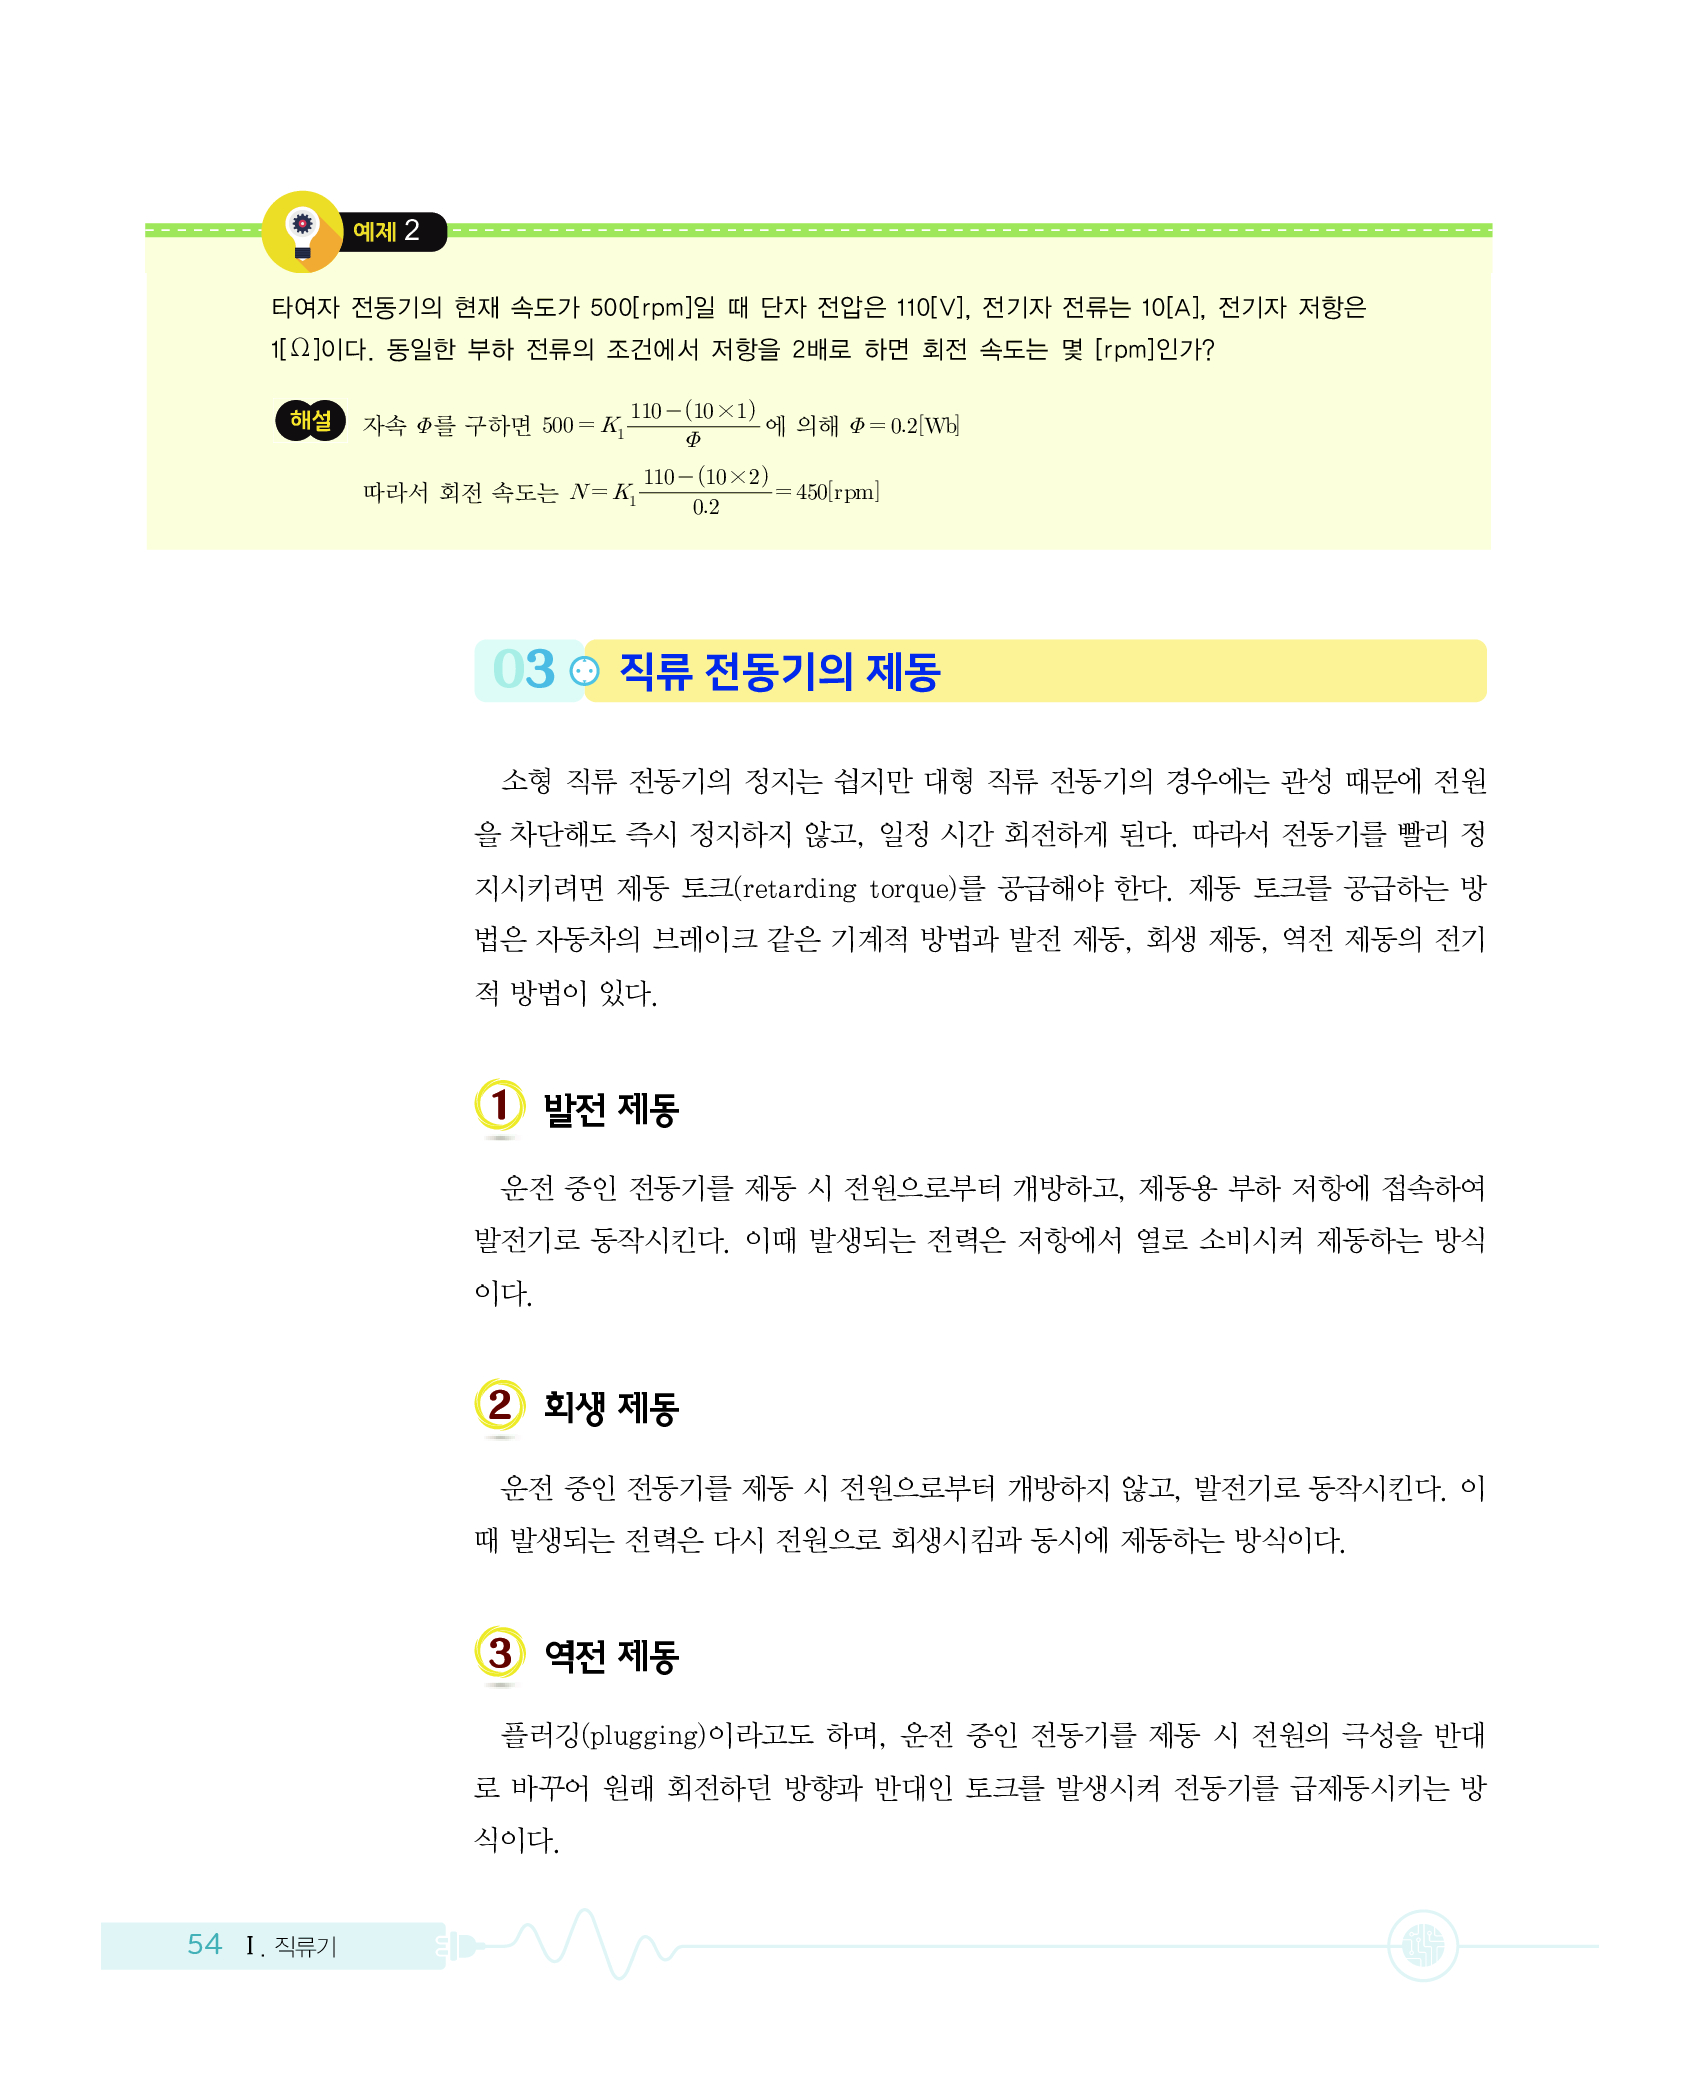 예제 2
타여자 전동기의 현재 속도가 500[rpm]일 때 단자 전압은 110[V], 전기자 전류는 10[A], 전기자 저항은
1[Ω]이다. 동일한 부하 전류의 조건에서 저항을 2배로 하면 회전 속도는 몇 [rpm]인가?
해설 자속 Φ를 구하면 500 = K₁ (110-(10×1))/Φ 에 의해 Φ = 0.2[Wb]
따라서 회전 속도는 N = K₁ (110-(10×2))/0.2 = 450[rpm]
03 직류 전동기의 제동
소형 직류 전동기의 정지는 쉽지만 대형 직류 전동기의 경우에는 관성 때문에 전원
을 차단해도 즉시 정지하지 않고, 일정 시간 회전하게 된다. 따라서 전동기를 빨리 정
지시키려면 제동 토크(retarding torque)를 공급해야 한다. 제동 토크를 공급하는 방
법은 자동차의 브레이크 같은 기계적 방법과 발전 제동, 회생 제동, 역전 제동의 전기
적 방법이 있다.
1 발전 제동
운전 중인 전동기를 제동 시 전원으로부터 개방하고, 제동용 부하 저항에 접속하여
발전기로 동작시킨다. 이때 발생되는 전력은 저항에서 열로 소비시켜 제동하는 방식
이다.
2 회생 제동
운전 중인 전동기를 제동 시 전원으로부터 개방하지 않고, 발전기로 동작시킨다. 이
때 발생되는 전력은 다시 전원으로 회생시킴과 동시에 제동하는 방식이다.
3 역전 제동
플러깅(plugging)이라고도 하며, 운전 중인 전동기를 제동 시 전원의 극성을 반대
로 바꾸어 원래 회전하던 방향과 반대인 토크를 발생시켜 전동기를 급제동시키는 방
식이다.
54 I. 직류기